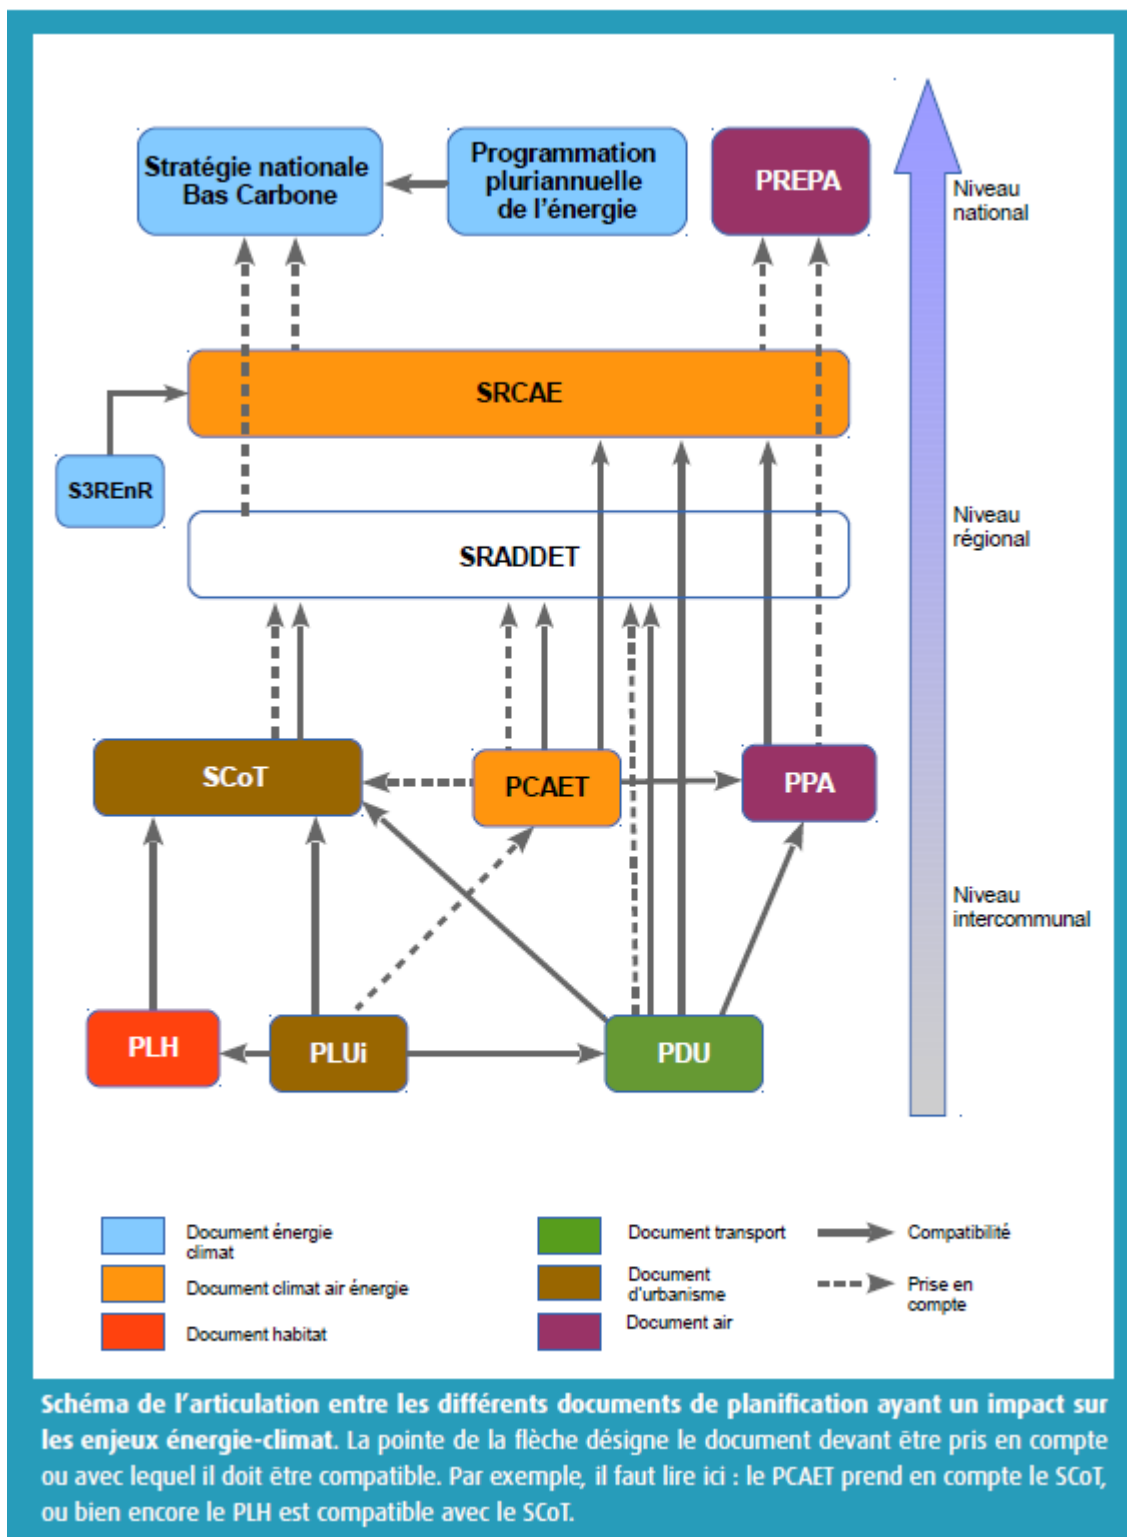 Stratégie nationale
Bas Carbone
Programmation
pluriannuelle
de l'énergie
PREPA
Niveau
national
SRCAE
S3REnR
SRADDET
Niveau
régional
SCoT
PCAET
PPA
Niveau
intercommunal
PLH
PLUi
PDU
Document énergie
climat
Document climat air énergie
Document habitat
Document transport
Document
d'urbanisme
Document air
Compatibilité
Prise en
compte
Schéma de l'articulation entre les différents documents de planification ayant un impact sur
les enjeux énergie-climat. La pointe de la flèche désigne le document devant être pris en compte
ou avec lequel il doit être compatible. Par exemple, il faut lire ici : le PCAET prend en compte le SCoT,
ou bien encore le PLH est compatible avec le SCoT.